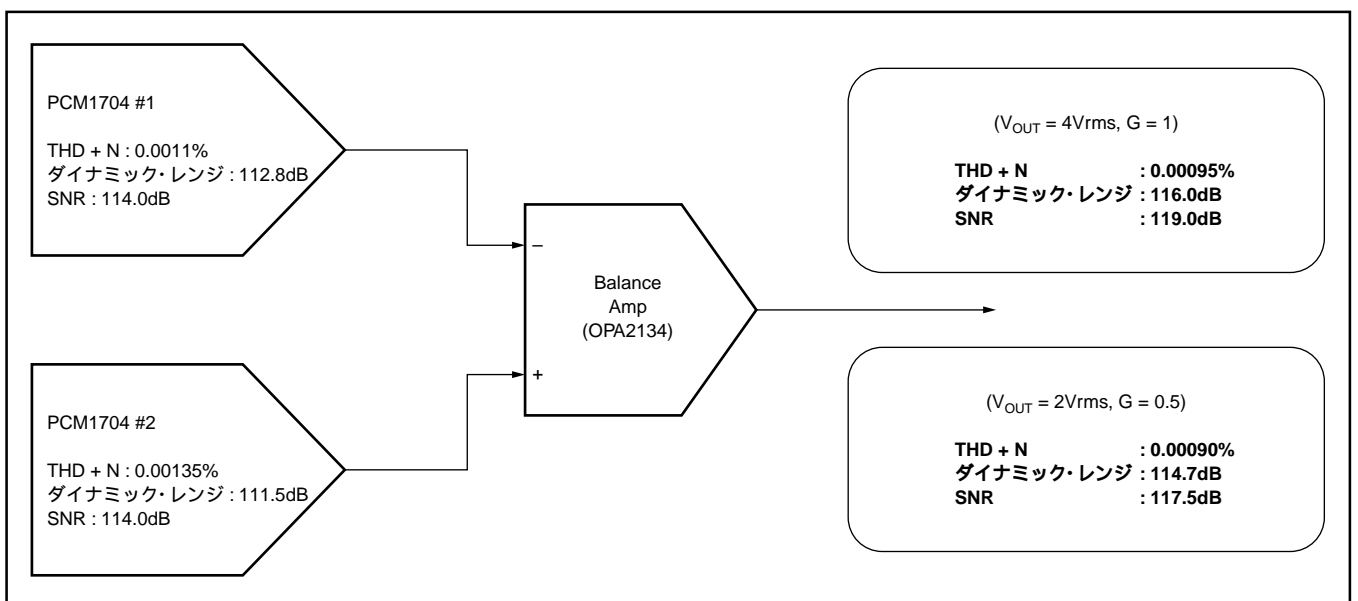 PCM1704 #1
THD + N : 0.0011%
ダイナミック・レンジ : 112.8dB
SNR : 114.0dB
PCM1704 #2
THD + N : 0.00135%
ダイナミック・レンジ : 111.5dB
SNR : 114.0dB
–
Balance
Amp
(OPA2134)
+
(VOUT = 4Vrms, G = 1)
THD + N : 0.00095%
ダイナミック・レンジ : 116.0dB
SNR : 119.0dB
(VOUT = 2Vrms, G = 0.5)
THD + N : 0.00090%
ダイナミック・レンジ : 114.7dB
SNR : 117.5dB